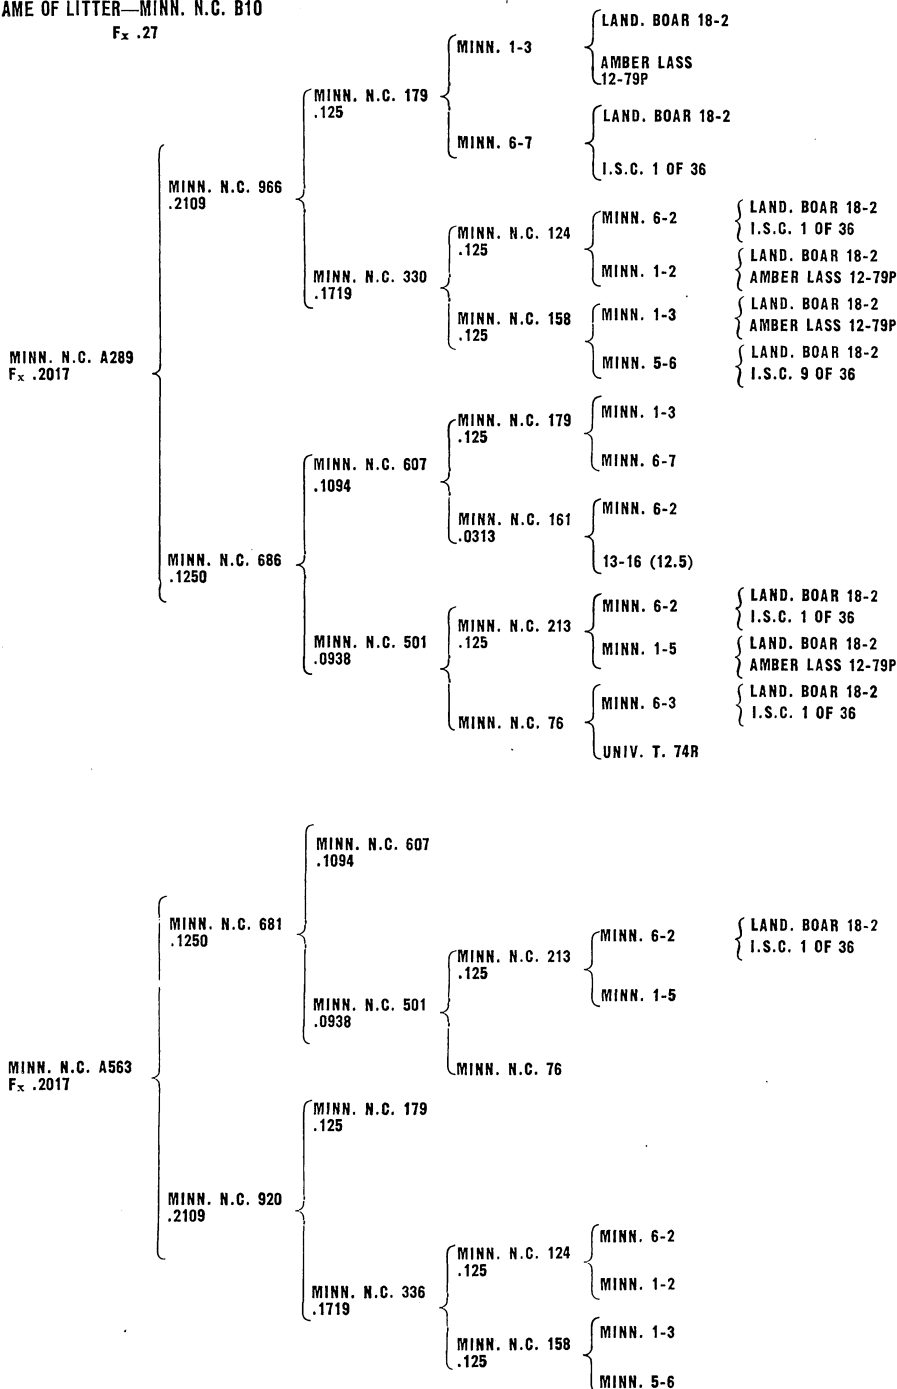 AME OF LITTER—MINN. N.C. B10
Fx .27
MINN. N.C. A289
Fx .2017
MINN. N.C. 966
.2109
MINN. N.C. 179
.125
MINN. 1-3
LAND. BOAR 18-2
AMBER LASS
12-79P
MINN. 6-7
LAND. BOAR 18-2
I.S.C. 1 OF 36
MINN. N.C. 330
.1719
MINN. N.C. 124
.125
MINN. 6-2
LAND. BOAR 18-2
I.S.C. 1 OF 36
MINN. 1-2
LAND. BOAR 18-2
AMBER LASS 12-79P
MINN. N.C. 158
.125
MINN. 1-3
LAND. BOAR 18-2
AMBER LASS 12-79P
MINN. 5-6
LAND. BOAR 18-2
I.S.C. 9 OF 36
MINN. N.C. 686
.1250
MINN. N.C. 607
.1094
MINN. N.C. 179
.125
MINN. 1-3
MINN. 6-7
MINN. N.C. 161
.0313
MINN. 6-2
13-16 (12.5)
MINN. N.C. 501
.0938
MINN. N.C. 213
.125
MINN. 6-2
LAND. BOAR 18-2
I.S.C. 1 OF 36
MINN. 1-5
LAND. BOAR 18-2
AMBER LASS 12-79P
MINN. N.C. 76
MINN. 6-3
LAND. BOAR 18-2
I.S.C. 1 OF 36
UNIV. T. 74R
MINN. N.C. A563
Fx .2017
MINN. N.C. 681
.1250
MINN. N.C. 607
.1094
MINN. N.C. 501
.0938
MINN. N.C. 213
.125
MINN. 6-2
LAND. BOAR 18-2
I.S.C. 1 OF 36
MINN. 1-5
MINN. N.C. 76
MINN. N.C. 920
.2109
MINN. N.C. 179
.125
MINN. N.C. 336
.1719
MINN. N.C. 124
.125
MINN. 6-2
MINN. 1-2
MINN. N.C. 158
.125
MINN. 1-3
MINN. 5-6